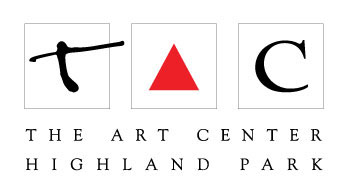 T▲C
THE ART CENTER
HIGHLAND PARK